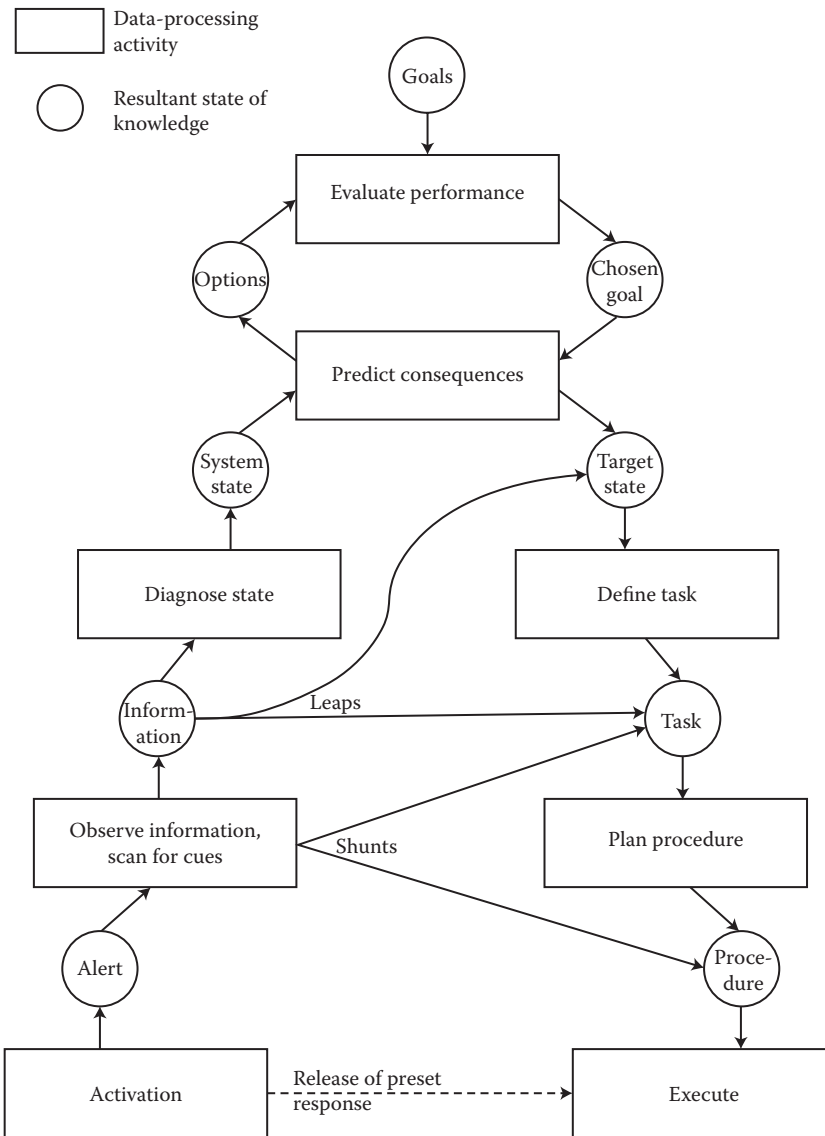 Data-processing
activity
Resultant state of
knowledge
Goals
Evaluate performance
Options
Chosen
goal
Predict consequences
System
state
Target
state
Diagnose state
Define task
Inform-
ation
Leaps
Task
Observe information,
scan for cues
Shunts
Plan procedure
Alert
Proce-
dure
Activation
Release of preset
response
Execute